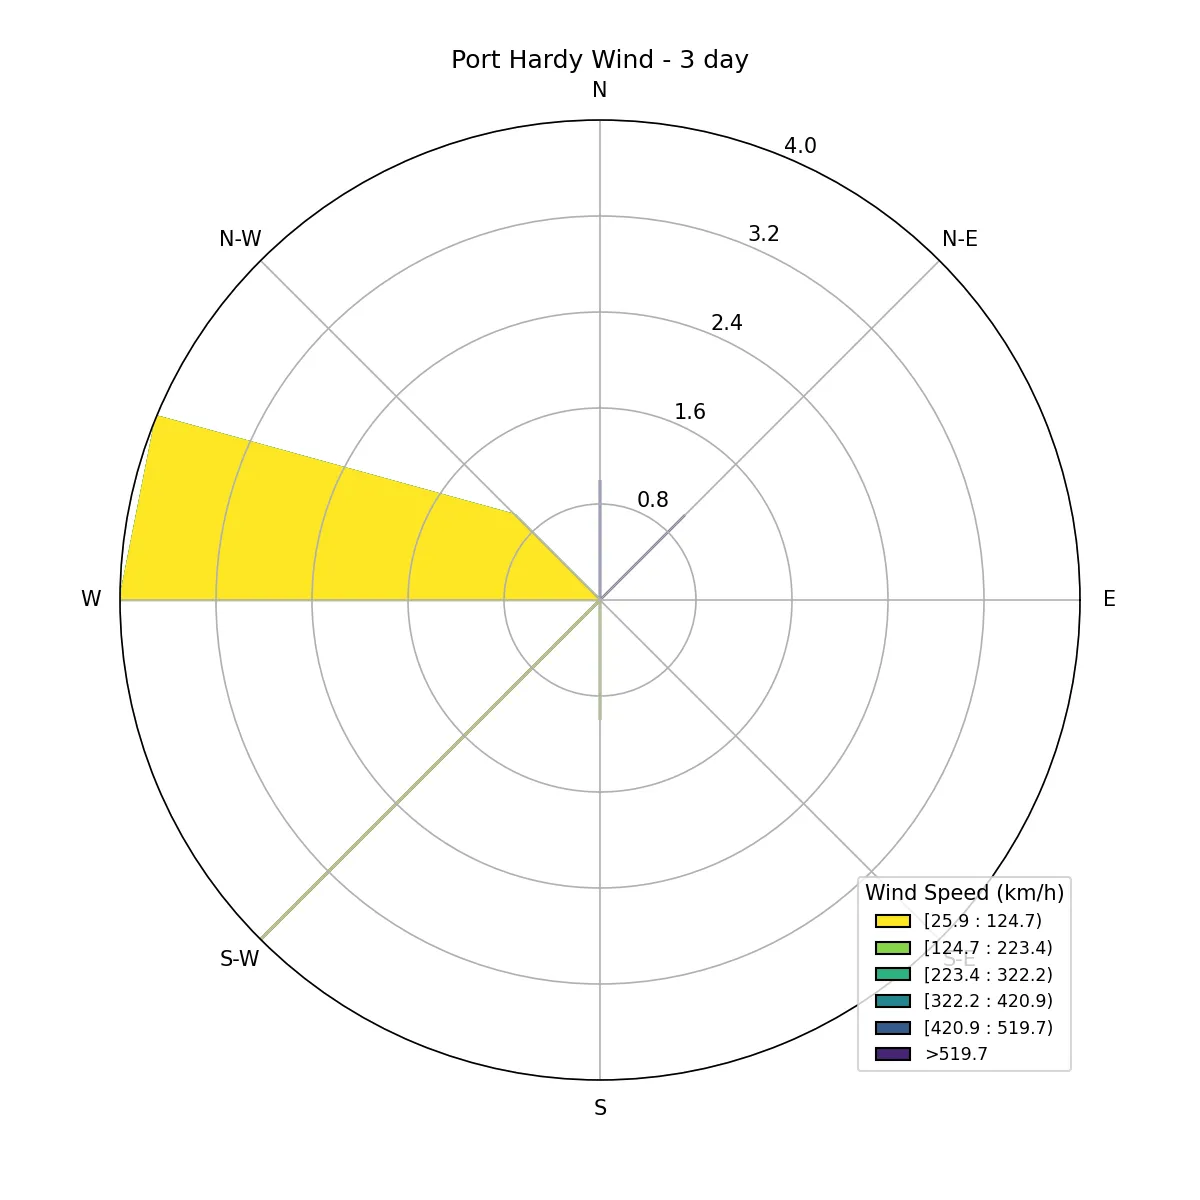 Port Hardy Wind - 3 day
N
4.0
N-W
3.2
N-E
2.4
1.6
0.8
W
E
S-W
S-E
S
Wind Speed (km/h)
[25.9 : 124.7)
[124.7 : 223.4)
[223.4 : 322.2)
[322.2 : 420.9)
[420.9 : 519.7)
>519.7